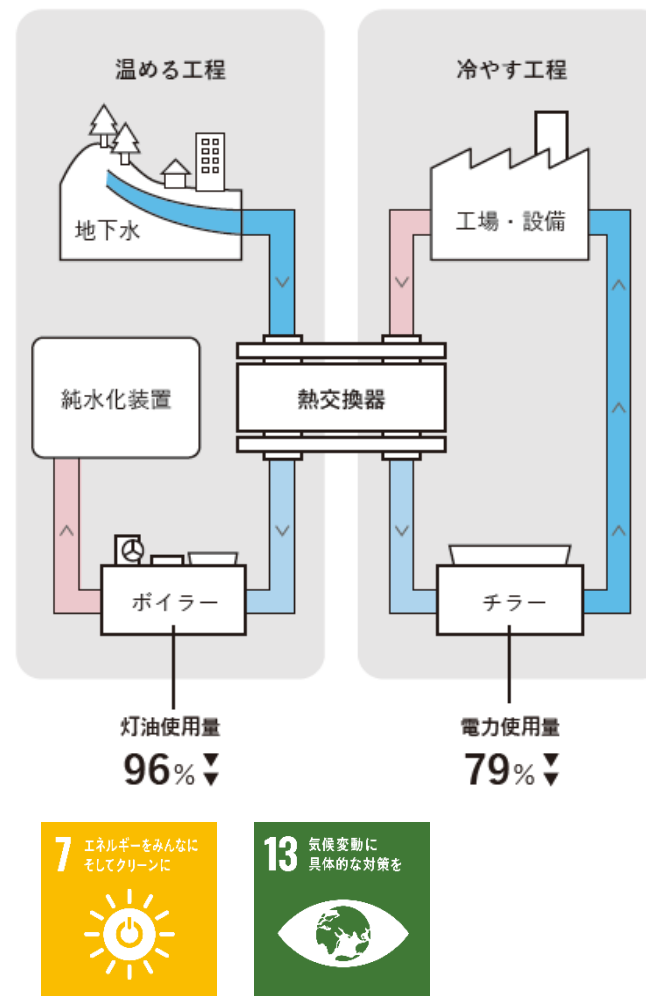 温める工程
地下水
純水化装置
ボイラー
灯油使用量
96%▼▼
冷やす工程
工場・設備
熱交換器
チラー
電力使用量
79%▼▼
7 エネルギーをみんなに
そしてクリーンに
13 気候変動に
具体的な対策を